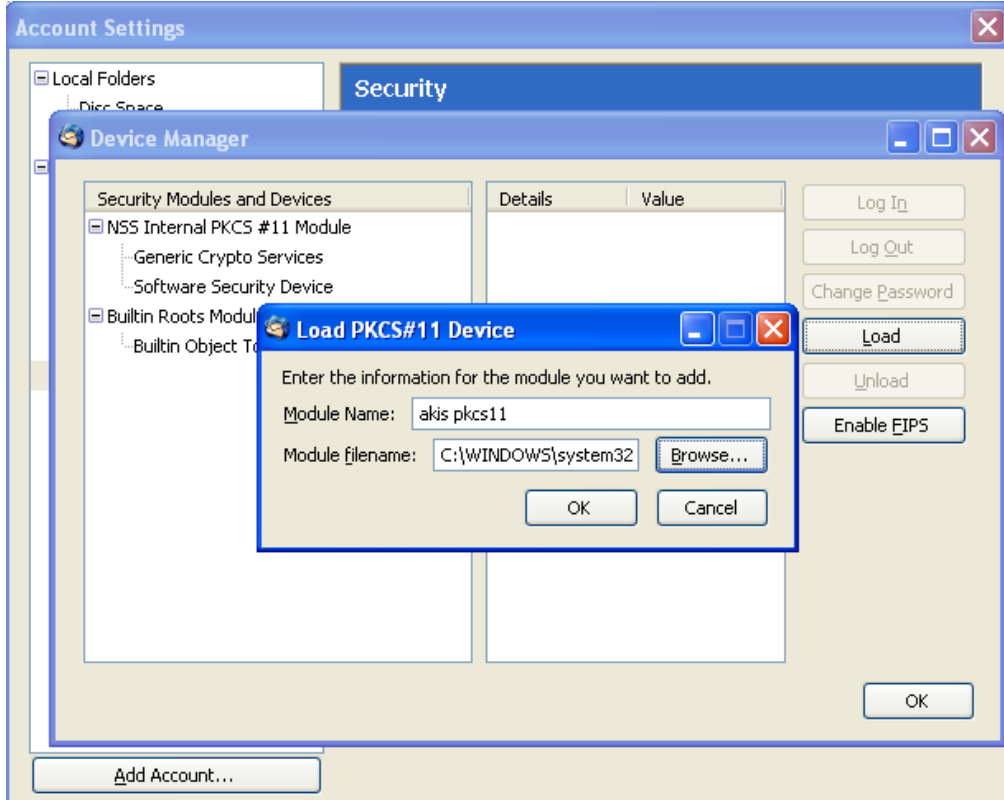 Account Settings
Local Folders
Disc Space
Security
Device Manager
Security Modules and Devices
NSS Internal PKCS #11 Module
Generic Crypto Services
Software Security Device
Builtin Roots Modul
Builtin Object To
Details Value
Log In
Log Out
Change Password
Load
Unload
Enable FIPS
Load PKCS#11 Device
Enter the information for the module you want to add.
Module Name: akis pkcs11
Module filename: C:\WINDOWS\system32 Browse...
OK Cancel
OK
Add Account...